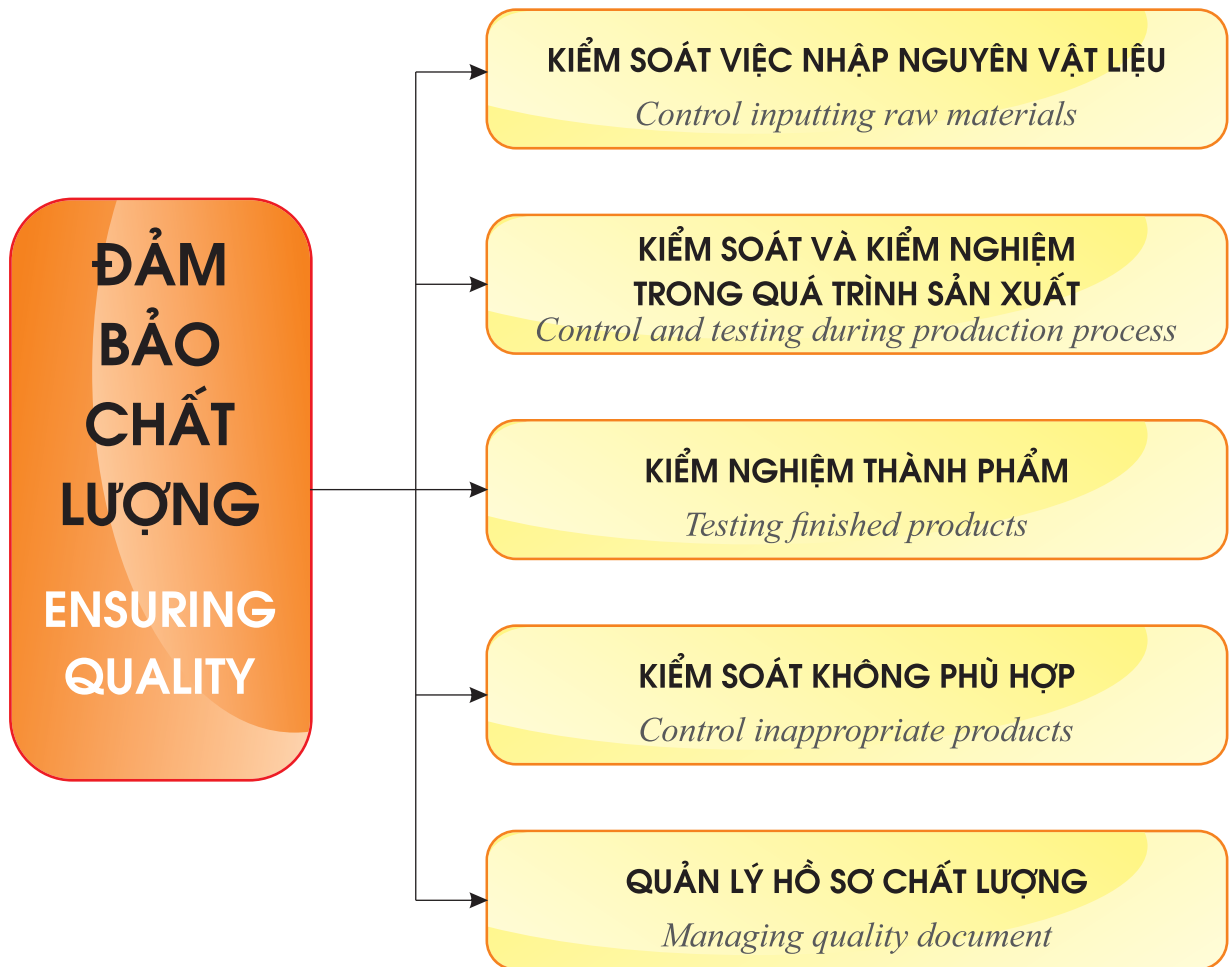 ĐẢM
BẢO
CHẤT
LƯỢNG
ENSURING
QUALITY
KIỂM SOÁT VIỆC NHẬP NGUYÊN VẬT LIỆU
Control inputting raw materials
KIỂM SOÁT VÀ KIỂM NGHIỆM
TRONG QUÁ TRÌNH SẢN XUẤT
Control and testing during production process
KIỂM NGHIỆM THÀNH PHẨM
Testing finished products
KIỂM SOÁT KHÔNG PHÙ HỢP
Control inappropriate products
QUẢN LÝ HỒ SƠ CHẤT LƯỢNG
Managing quality document